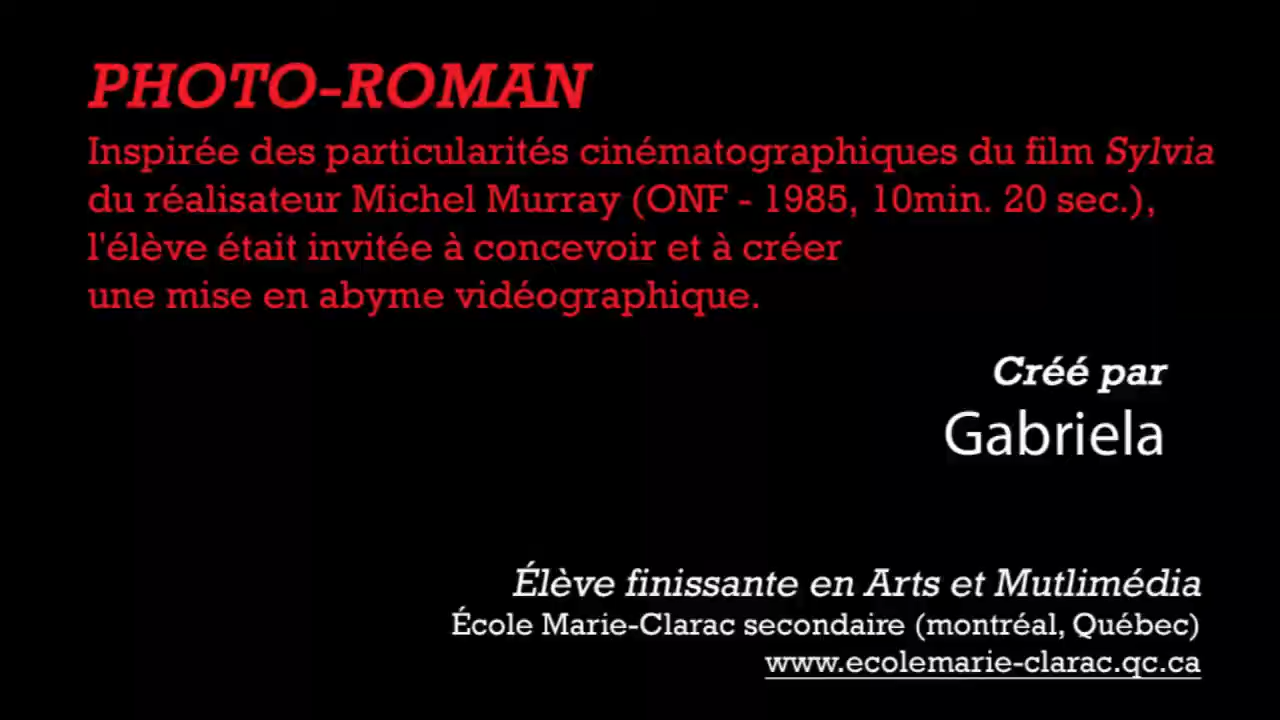 PHOTO-ROMAN
Inspirée des particularités cinématographiques du film Sylvia
du réalisateur Michel Murray (ONF - 1985, 10min. 20 sec.),
l'élève était invitée à concevoir et à créer
une mise en abyme vidéographique.
Créé par
Gabriela
Élève finissante en Arts et Mutlimédia
École Marie-Clarac secondaire (montréal, Québec)
www.ecolemarie-clarac.qc.ca